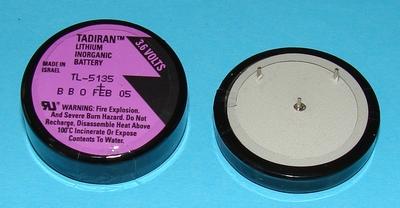 TADIRAN™
LITHIUM
INORGANIC
BATTERY
3.6 VOLTS
MADE IN
ISRAEL
TL-5135
+
B B O FEB 05
WARNING: Fire Explosion.
And Severe Burn Hazard. Do Not
Recharge, Disassemble Heat Above
100°C Incinerate Or Expose
Contents To Water.